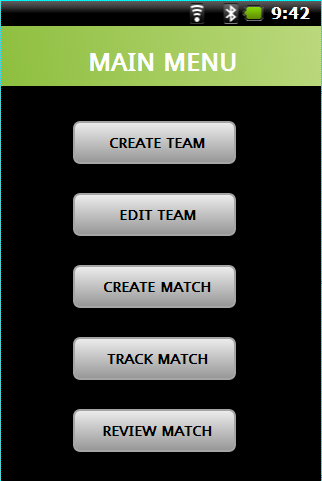 9:42
MAIN MENU
CREATE TEAM
EDIT TEAM
CREATE MATCH
TRACK MATCH
REVIEW MATCH